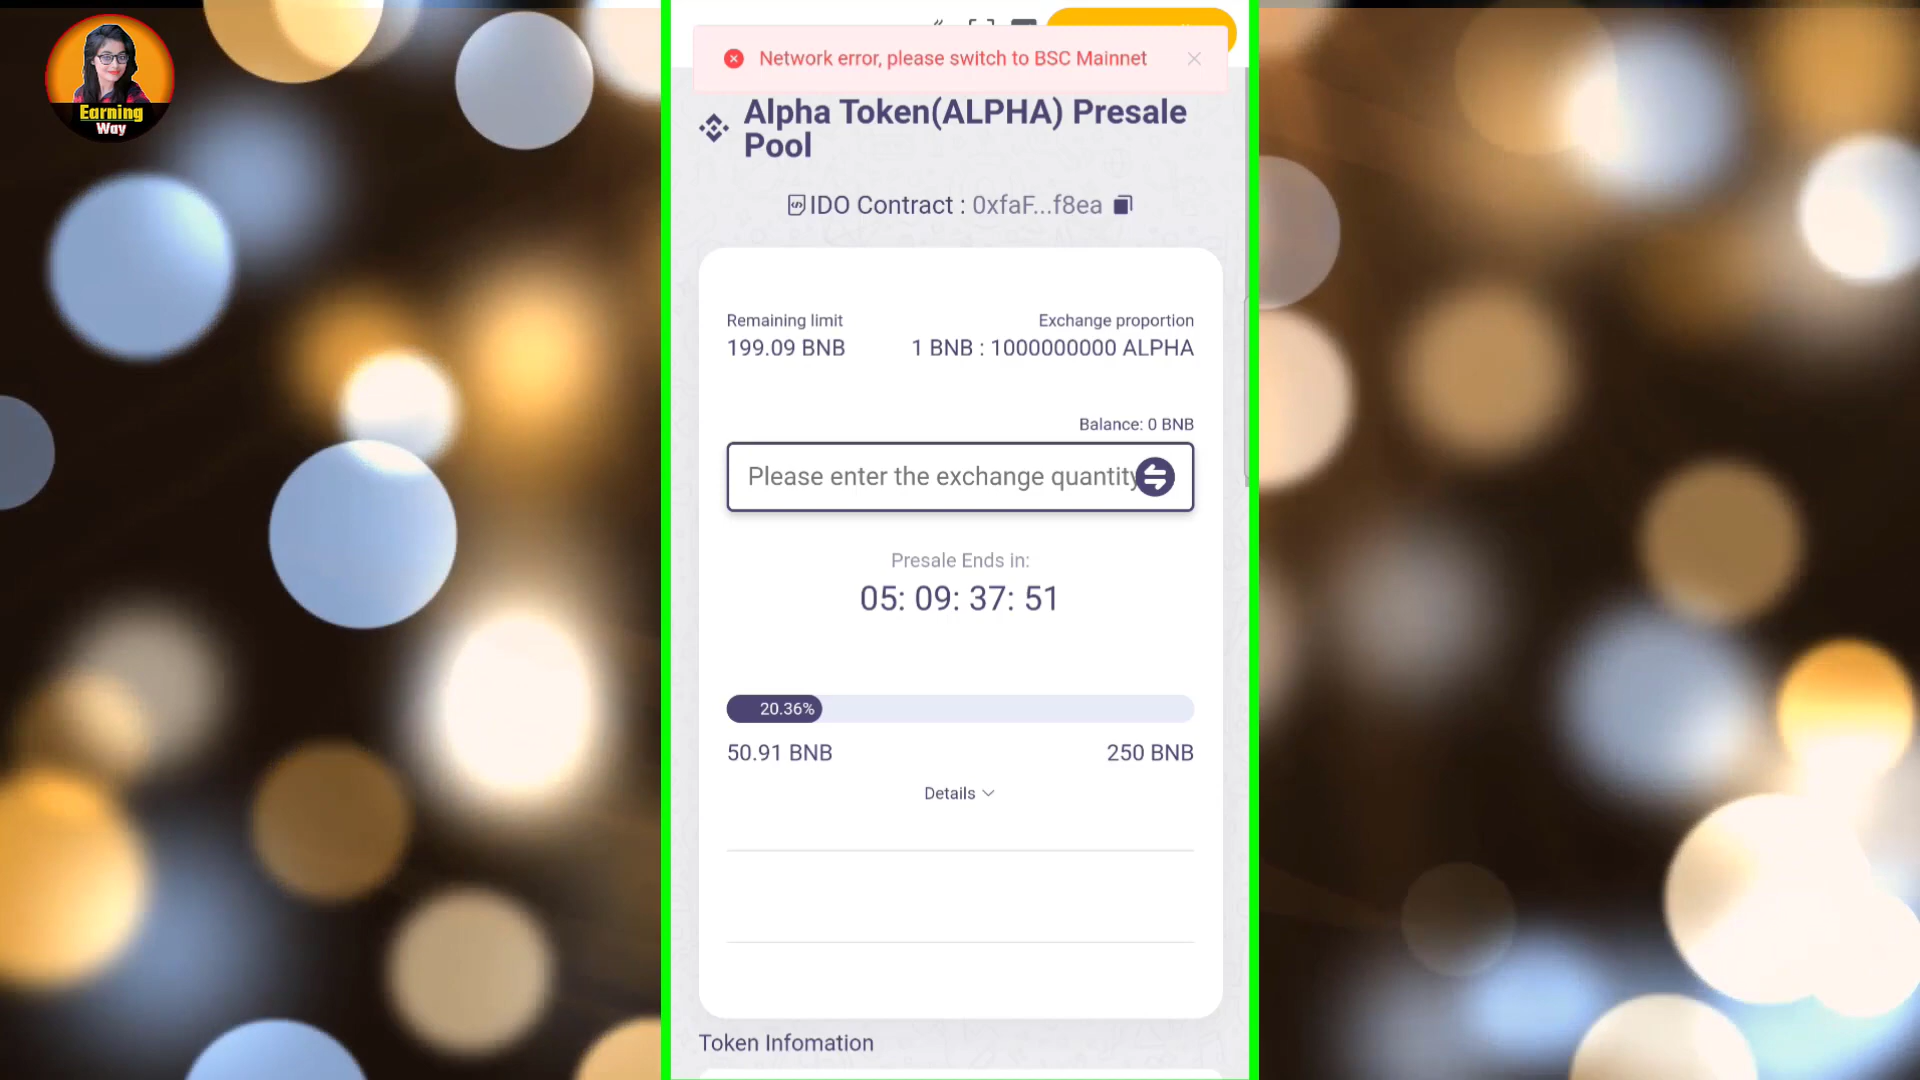 Earning
Way
Network error, please switch to BSC Mainnet
Alpha Token(ALPHA) Presale
Pool
IDO Contract : 0xfaF...f8ea
Remaining limit
Exchange proportion
199.09 BNB
1 BNB : 1000000000 ALPHA
Balance: 0 BNB
Please enter the exchange quantity
Presale Ends in:
05: 09: 37: 51
20.36%
50.91 BNB
250 BNB
Details
Token Infomation